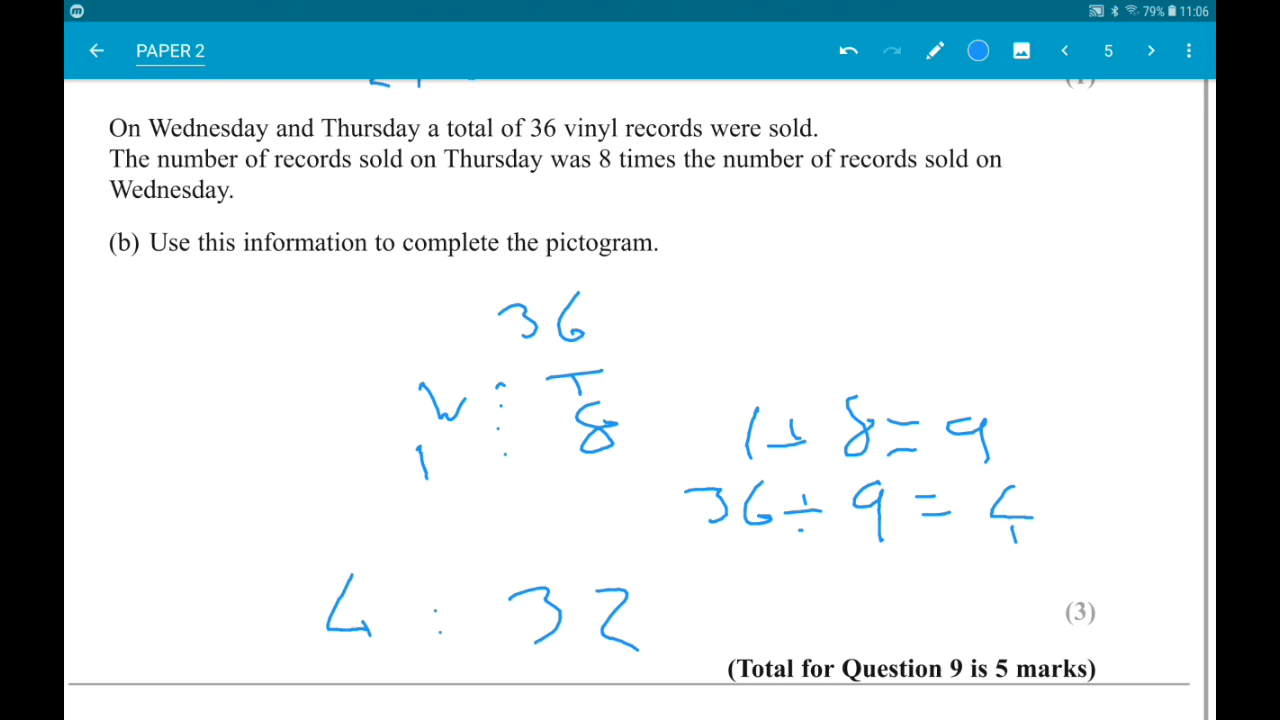 79% 11:06
PAPER 2 5
(1)
On Wednesday and Thursday a total of 36 vinyl records were sold.
The number of records sold on Thursday was 8 times the number of records sold on
Wednesday.
(b) Use this information to complete the pictogram.
36
W : T
1 : 8
1 + 8 = 9
36 ÷ 9 = 4
4 : 32
(3)
(Total for Question 9 is 5 marks)